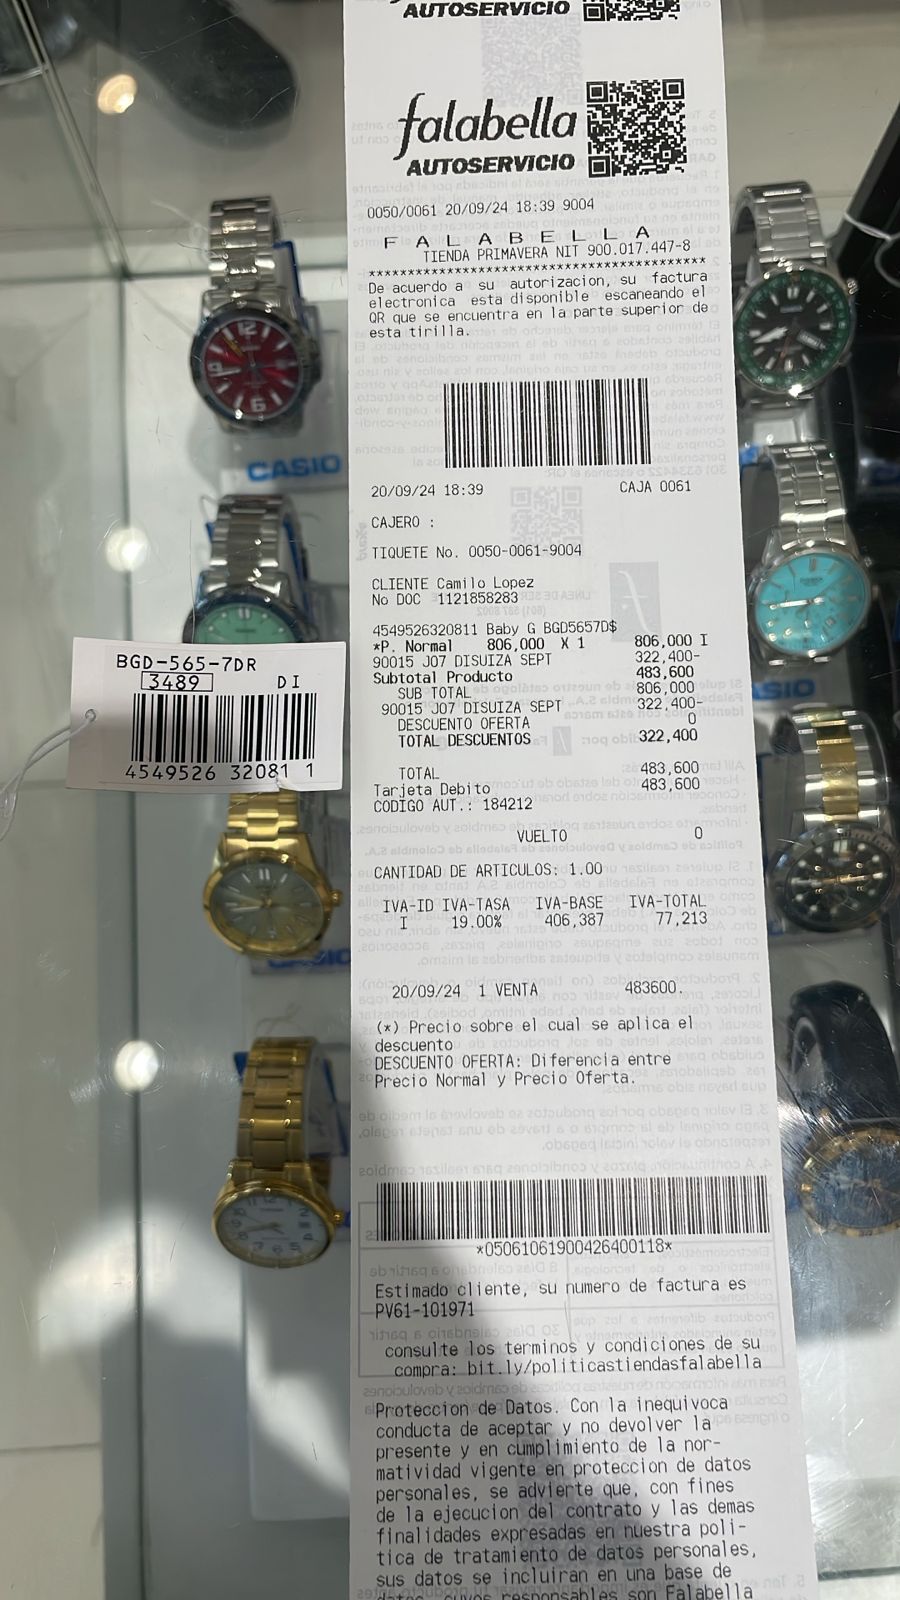 AUTOSERVICIO
falabella
AUTOSERVICIO
0050/0061 20/09/24 18:39 9004
F A L A B E L L A
TIENDA PRIMAVERA NIT 900.017.447-8
*******************************************
De acuerdo a su autorizacion, su factura
electronica esta disponible escaneando el
QR que se encuentra en la parte superior de
esta tirilla.
20/09/24 18:39 CAJA 0061
CAJERO :
TIQUETE No. 0050-0061-9004
CLIENTE Camilo Lopez
No DOC 1121858283
4549526320811 Baby G BGD5657D$
*P. Normal 806,000 X 1 806,000 I
90015 J07 DISUIZA SEPT 322,400-
Subtotal Producto 483,600
SUB TOTAL 806,000
90015 J07 DISUIZA SEPT 322,400-
DESCUENTO OFERTA 0
TOTAL DESCUENTOS 322,400
TOTAL 483,600
Tarjeta Debito 483,600
CODIGO AUT.: 184212
VUELTO 0
CANTIDAD DE ARTICULOS: 1.00
IVA-ID IVA-TASA IVA-BASE IVA-TOTAL
I 19.00% 406,387 77,213
20/09/24 1 VENTA 483600.
(*) Precio sobre el cual se aplica el
descuento
DESCUENTO OFERTA: Diferencia entre
Precio Normal y Precio Oferta.
*05061061900426400118*
Estimado cliente, su numero de factura es
PV61-101971
consulte los terminos y condiciones de su
compra: bit.ly/politicastiendasfalabella
Proteccion de Datos. Con la inequivoca
conducta de aceptar y no devolver la
presente y en cumplimiento de la nor-
matividad vigente en proteccion de datos
personales, se advierte que, con fines
de la ejecucion del contrato y las demas
finalidades expresadas en nuestra poli-
tica de tratamiento de datos personales,
sus datos se incluiran en una base de
datos, cuyos responsables son Falabella
BGD-565-7DR
3489 DI
4549526 32081 1
CASIO
CASIO